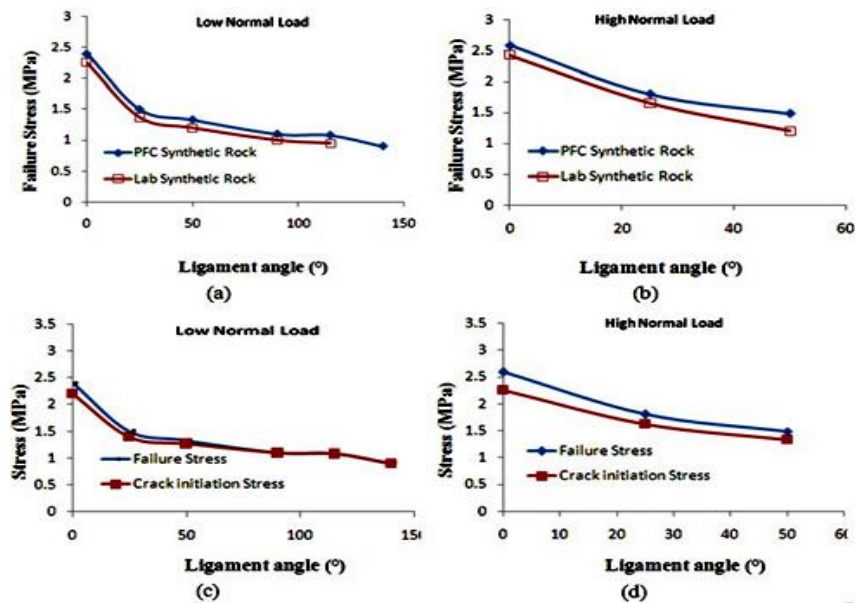 Low Normal Load
3
2.5
2
1.5
1
0.5
0
Failure Stress (MPa)
PFC Synthetic Rock
Lab Synthetic Rock
0 50 100 150
Ligament angle (°)
(a)
High Normal Load
3
2.5
2
1.5
1
0.5
0
Failure Stress (MPa)
PFC Synthetic Rock
Lab Synthetic Rock
0 20 40 60
Ligament angle (°)
(b)
Low Normal Load
3.5
3
2.5
2
1.5
1
0.5
0
Stress (MPa)
Failure Stress
Crack initiation Stress
0 50 100
Ligament angle (°)
(c)
High Normal Load
3.5
3
2.5
2
1.5
1
0.5
0
Stress (MPa)
Failure Stress
Crack initiation Stress
0 10 20 30 40 50
Ligament angle (°)
(d)